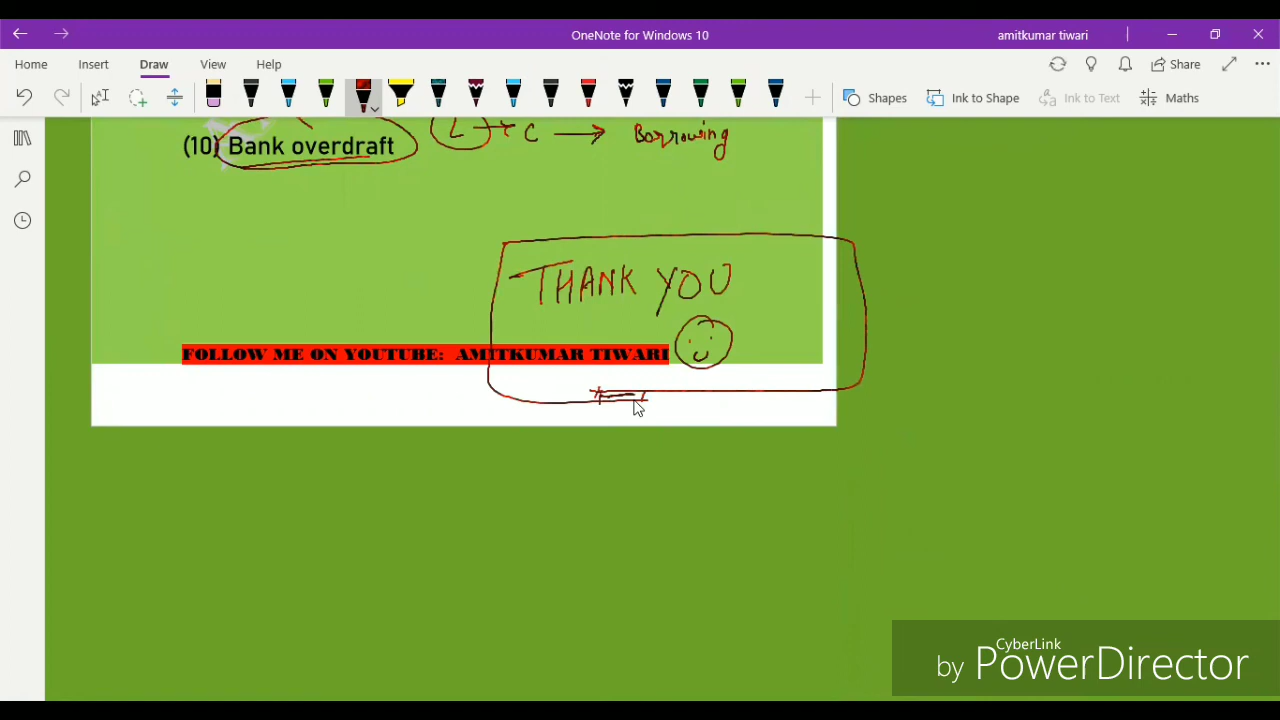 OneNote for Windows 10
amitkumar tiwari
Home Insert Draw View Help
Share
Shapes Ink to Shape Ink to Text Maths
(10) Bank overdraft L C Borrowing
THANK YOU
FOLLOW ME ON YOUTUBE: AMITKUMAR TIWARI
by CyberLink PowerDirector